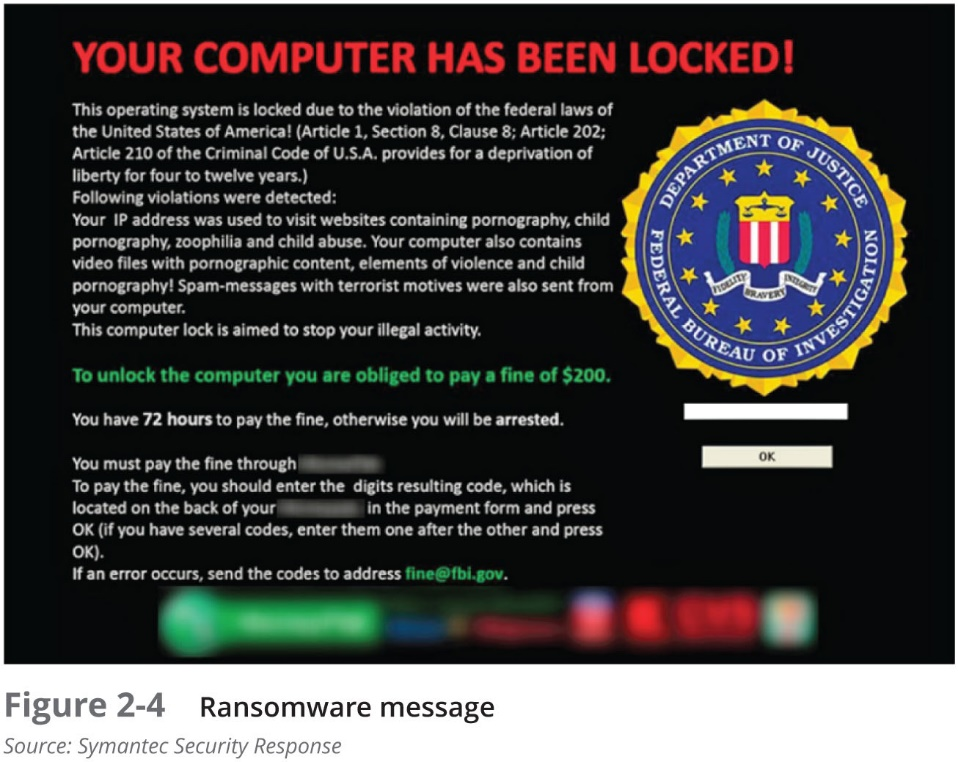 YOUR COMPUTER HAS BEEN LOCKED!
This operating system is locked due to the violation of the federal laws of
the United States of America! (Article 1, Section 8, Clause 8; Article 202;
Article 210 of the Criminal Code of U.S.A. provides for a deprivation of
liberty for four to twelve years.)
Following violations were detected:
Your IP address was used to visit websites containing pornography, child
pornography, zoophilia and child abuse. Your computer also contains
video files with pornographic content, elements of violence and child
pornography! Spam-messages with terrorist motives were also sent from
your computer.
This computer lock is aimed to stop your illegal activity.
To unlock the computer you are obliged to pay a fine of $200.
You have 72 hours to pay the fine, otherwise you will be arrested.
You must pay the fine through
To pay the fine, you should enter the digits resulting code, which is
located on the back of your in the payment form and press
OK (if you have several codes, enter them one after the other and press
OK).
If an error occurs, send the codes to address fine@fbi.gov.
DEPARTMENT OF JUSTICE
FEDERAL BUREAU OF INVESTIGATION
FIDELITY BRAVERY INTEGRITY
OK
Figure 2-4 Ransomware message
Source: Symantec Security Response